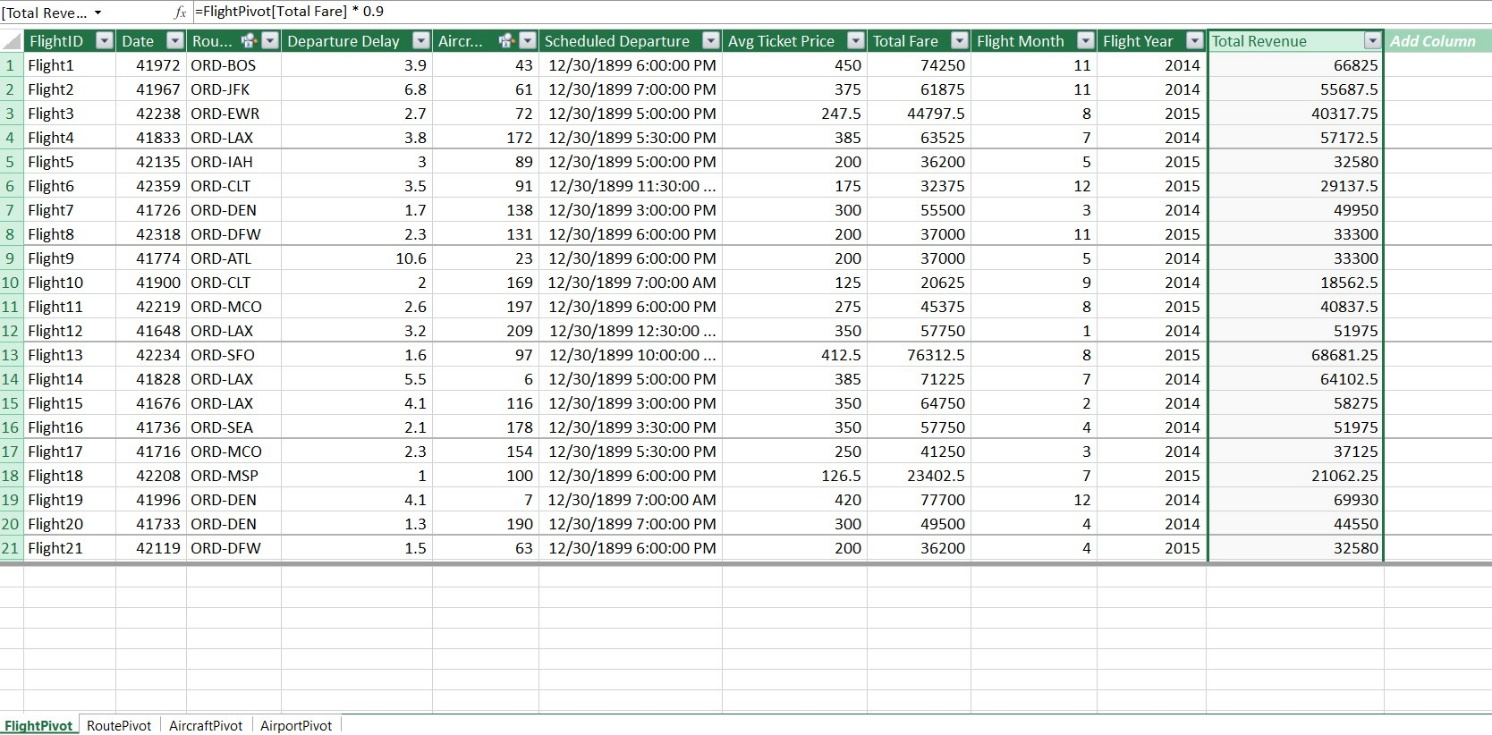 [Total Reve... fx =FlightPivot[Total Fare] * 0.9
FlightID Date Rou... Departure Delay Aircr... Scheduled Departure Avg Ticket Price Total Fare Flight Month Flight Year Total Revenue Add Column
1 Flight1 41972 ORD-BOS 3.9 43 12/30/1899 6:00:00 PM 450 74250 11 2014 66825
2 Flight2 41967 ORD-JFK 6.8 61 12/30/1899 7:00:00 PM 375 61875 11 2014 55687.5
3 Flight3 42238 ORD-EWR 2.7 72 12/30/1899 5:00:00 PM 247.5 44797.5 8 2015 40317.75
4 Flight4 41833 ORD-LAX 3.8 172 12/30/1899 5:30:00 PM 385 63525 7 2014 57172.5
5 Flight5 42135 ORD-IAH 3 89 12/30/1899 5:00:00 PM 200 36200 5 2015 32580
6 Flight6 42359 ORD-CLT 3.5 91 12/30/1899 11:30:00 ... 175 32375 12 2015 29137.5
7 Flight7 41726 ORD-DEN 1.7 138 12/30/1899 3:00:00 PM 300 55500 3 2014 49950
8 Flight8 42318 ORD-DFW 2.3 131 12/30/1899 6:00:00 PM 200 37000 11 2015 33300
9 Flight9 41774 ORD-ATL 10.6 23 12/30/1899 6:00:00 PM 200 37000 5 2014 33300
10 Flight10 41900 ORD-CLT 2 169 12/30/1899 7:00:00 AM 125 20625 9 2014 18562.5
11 Flight11 42219 ORD-MCO 2.6 197 12/30/1899 6:00:00 PM 275 45375 8 2015 40837.5
12 Flight12 41648 ORD-LAX 3.2 209 12/30/1899 12:30:00 ... 350 57750 1 2014 51975
13 Flight13 42234 ORD-SFO 1.6 97 12/30/1899 10:00:00 ... 412.5 76312.5 8 2015 68681.25
14 Flight14 41828 ORD-LAX 5.5 6 12/30/1899 5:00:00 PM 385 71225 7 2014 64102.5
15 Flight15 41676 ORD-LAX 4.1 116 12/30/1899 3:00:00 PM 350 64750 2 2014 58275
16 Flight16 41736 ORD-SEA 2.1 178 12/30/1899 3:30:00 PM 350 57750 4 2014 51975
17 Flight17 41716 ORD-MCO 2.3 154 12/30/1899 5:30:00 PM 250 41250 3 2014 37125
18 Flight18 42208 ORD-MSP 1 100 12/30/1899 6:00:00 PM 126.5 23402.5 7 2015 21062.25
19 Flight19 41996 ORD-DEN 4.1 7 12/30/1899 7:00:00 AM 420 77700 12 2014 69930
20 Flight20 41733 ORD-DEN 1.3 190 12/30/1899 7:00:00 PM 300 49500 4 2014 44550
21 Flight21 42119 ORD-DFW 1.5 63 12/30/1899 6:00:00 PM 200 36200 4 2015 32580
FlightPivot RoutePivot AircraftPivot AirportPivot